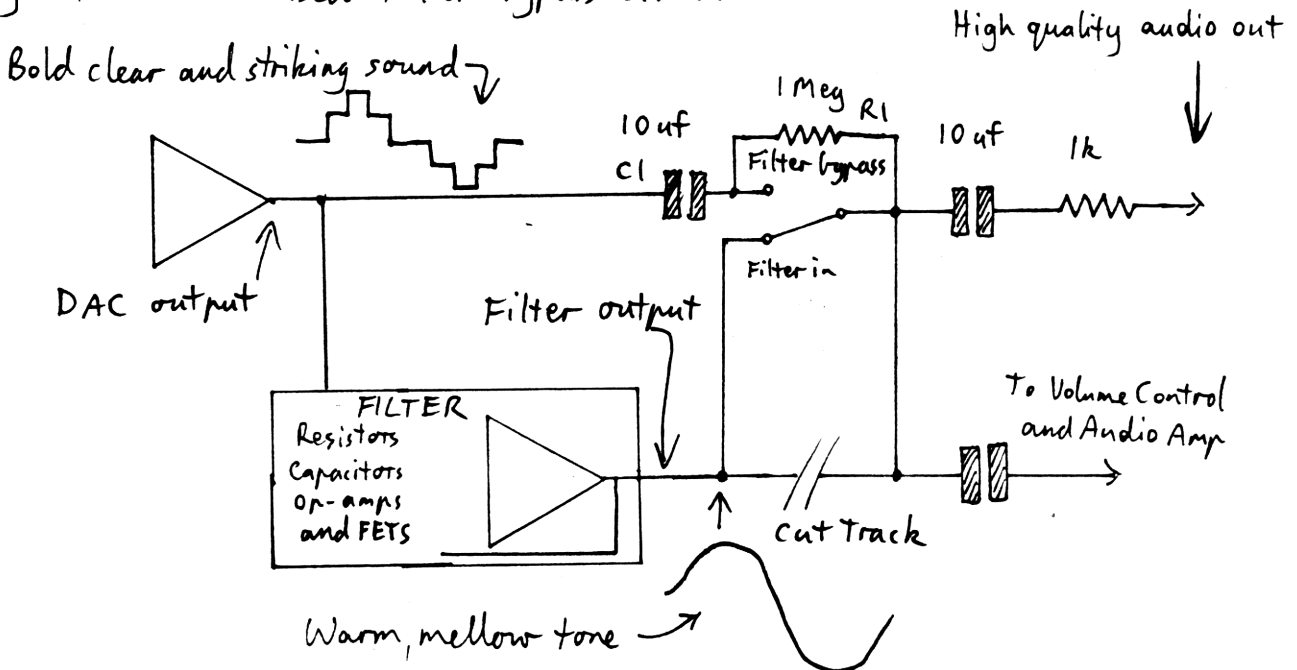 High quality audio out
Bold clear and striking sound
1 Meg
R1
10 uf
C1
Filter bypass
10 uf
1k
Filter in
DAC output
Filter output
FILTER
Resistors
Capacitors
Op-amps
and FETS
To Volume Control
and Audio Amp
Cut Track
Warm, mellow tone